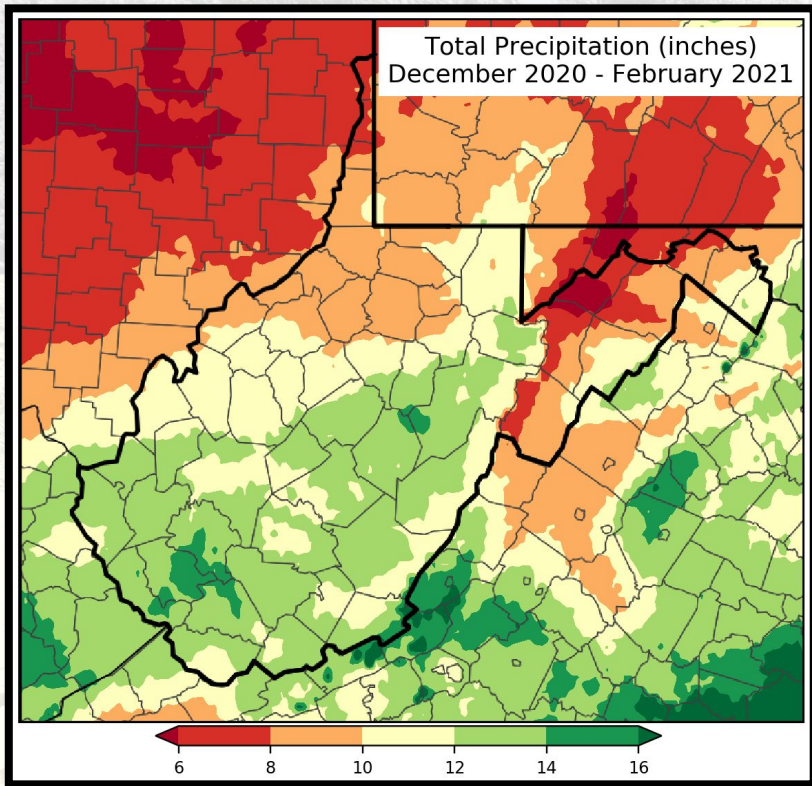 Total Precipitation (inches)
December 2020 - February 2021
6 8 10 12 14 16